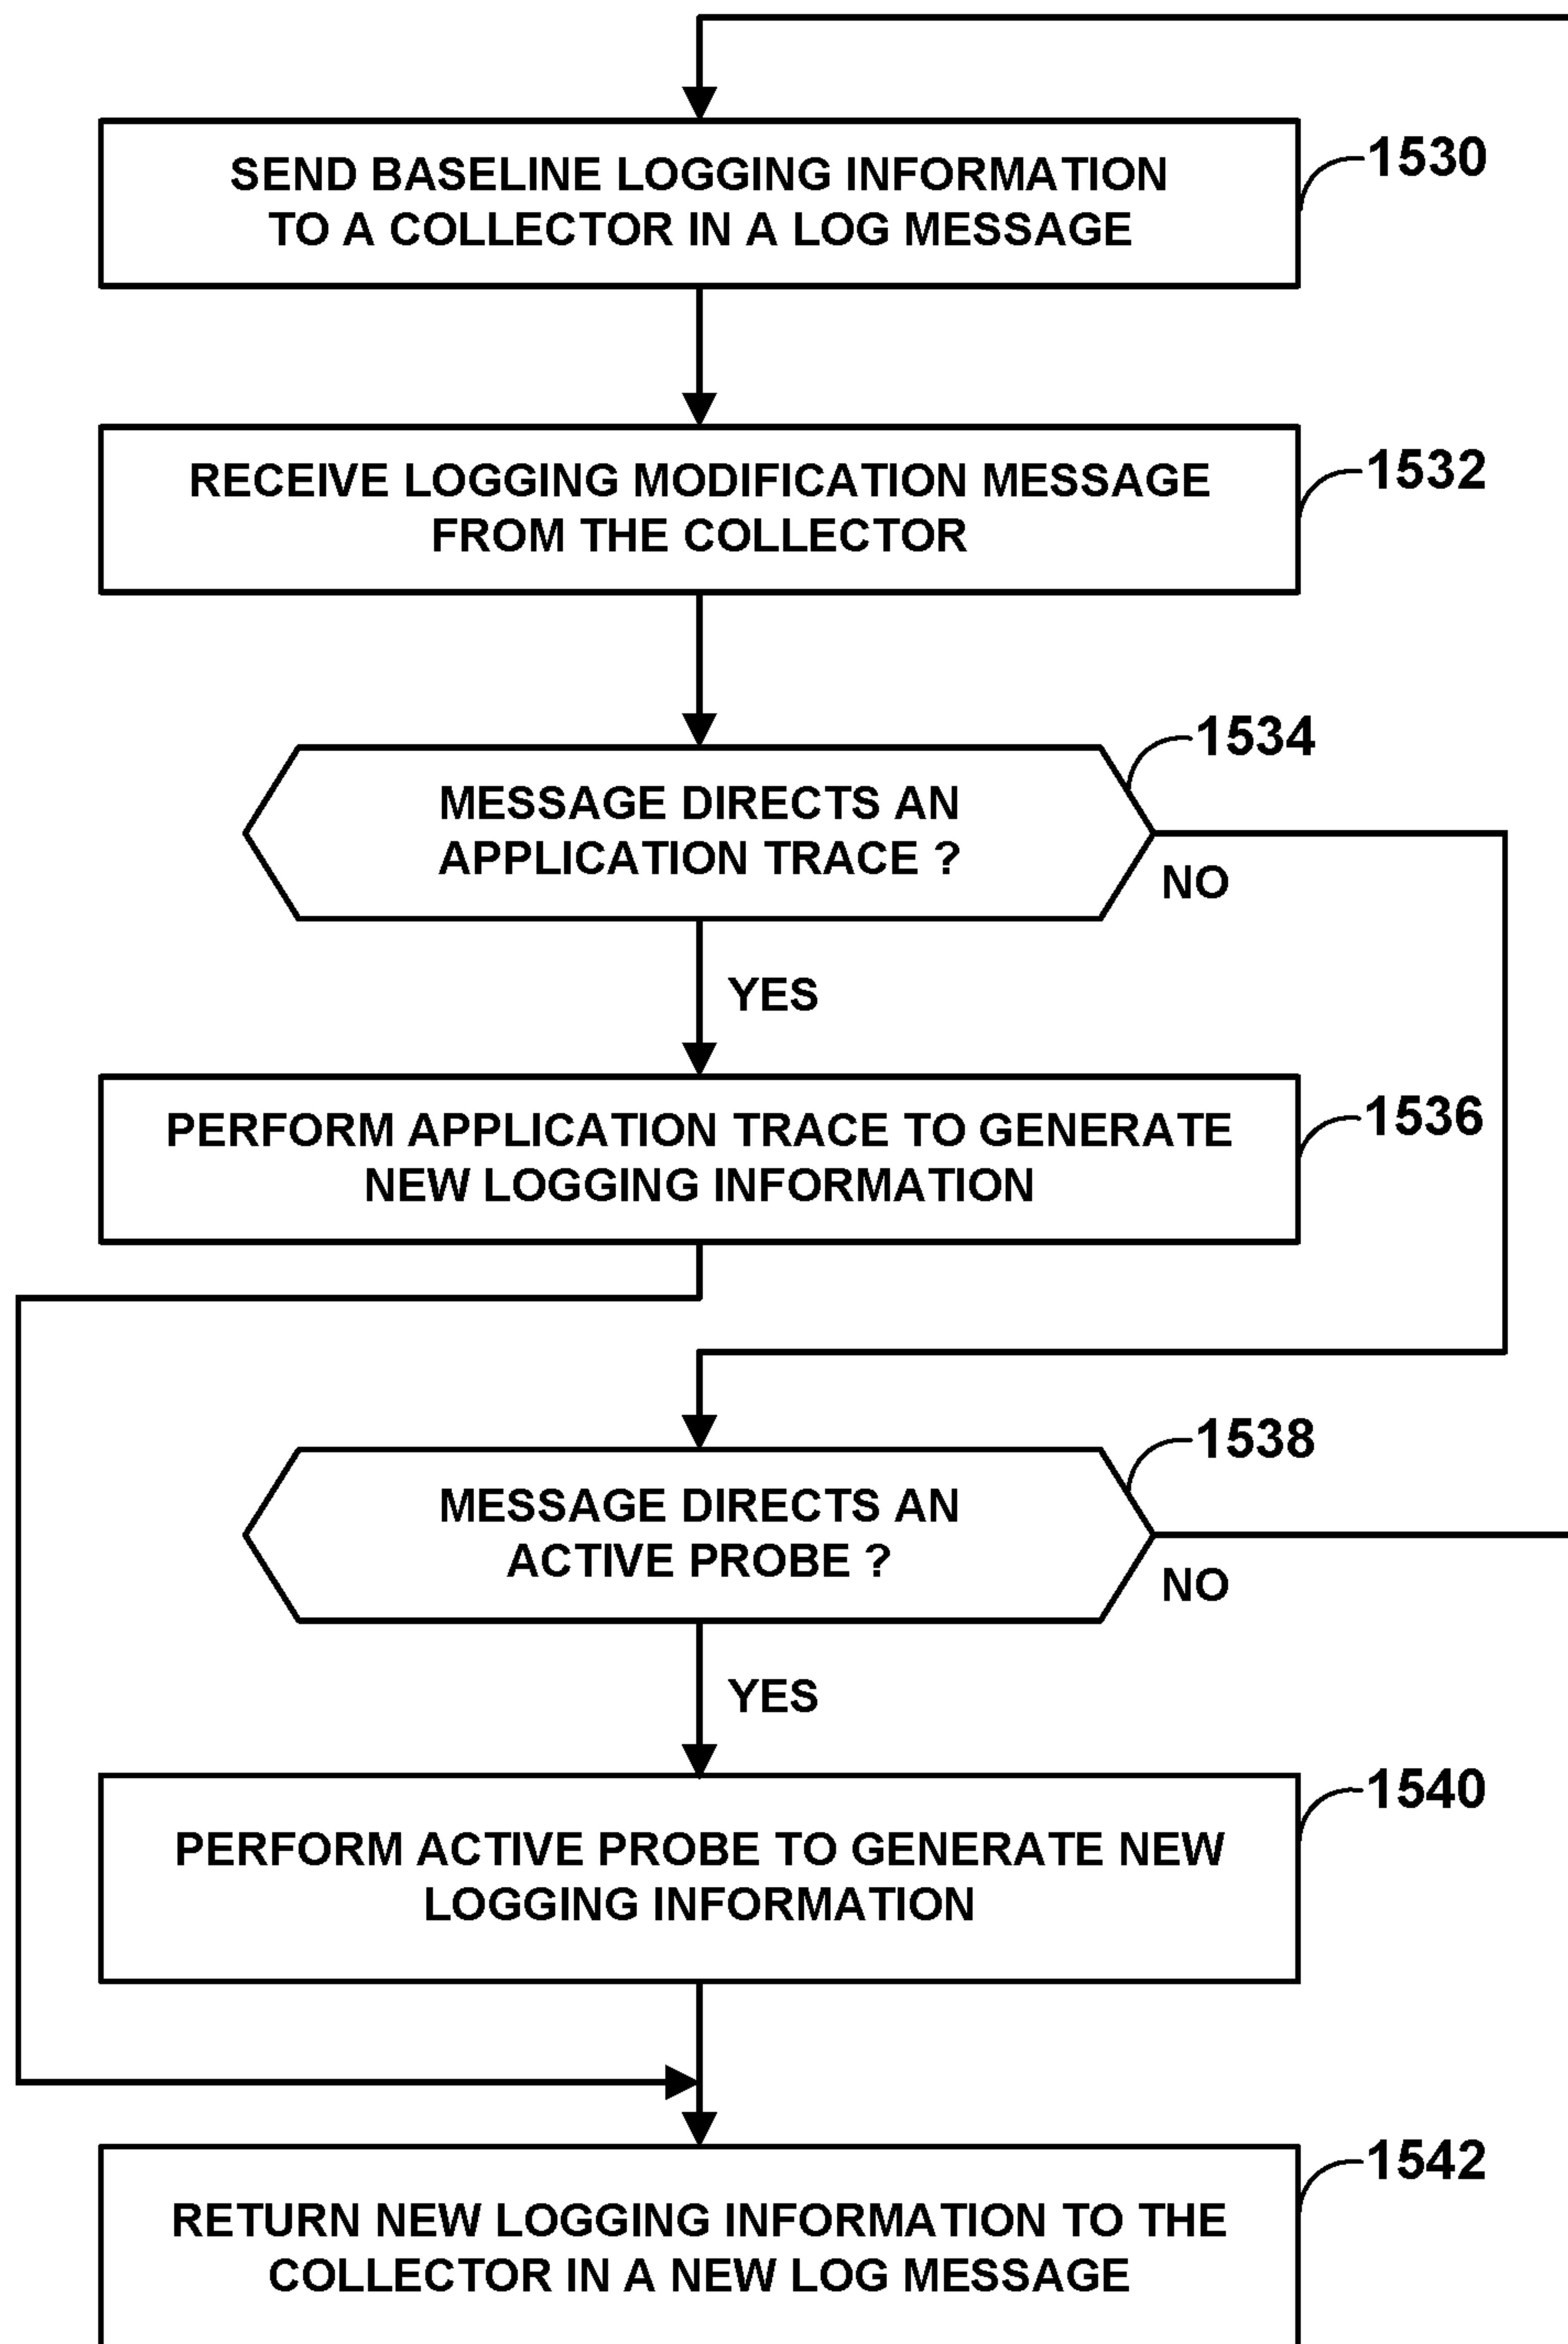 SEND BASELINE LOGGING INFORMATION
TO A COLLECTOR IN A LOG MESSAGE
1530
RECEIVE LOGGING MODIFICATION MESSAGE
FROM THE COLLECTOR
1532
MESSAGE DIRECTS AN
APPLICATION TRACE ?
1534
NO
YES
PERFORM APPLICATION TRACE TO GENERATE
NEW LOGGING INFORMATION
1536
MESSAGE DIRECTS AN
ACTIVE PROBE ?
1538
NO
YES
PERFORM ACTIVE PROBE TO GENERATE NEW
LOGGING INFORMATION
1540
RETURN NEW LOGGING INFORMATION TO THE
COLLECTOR IN A NEW LOG MESSAGE
1542